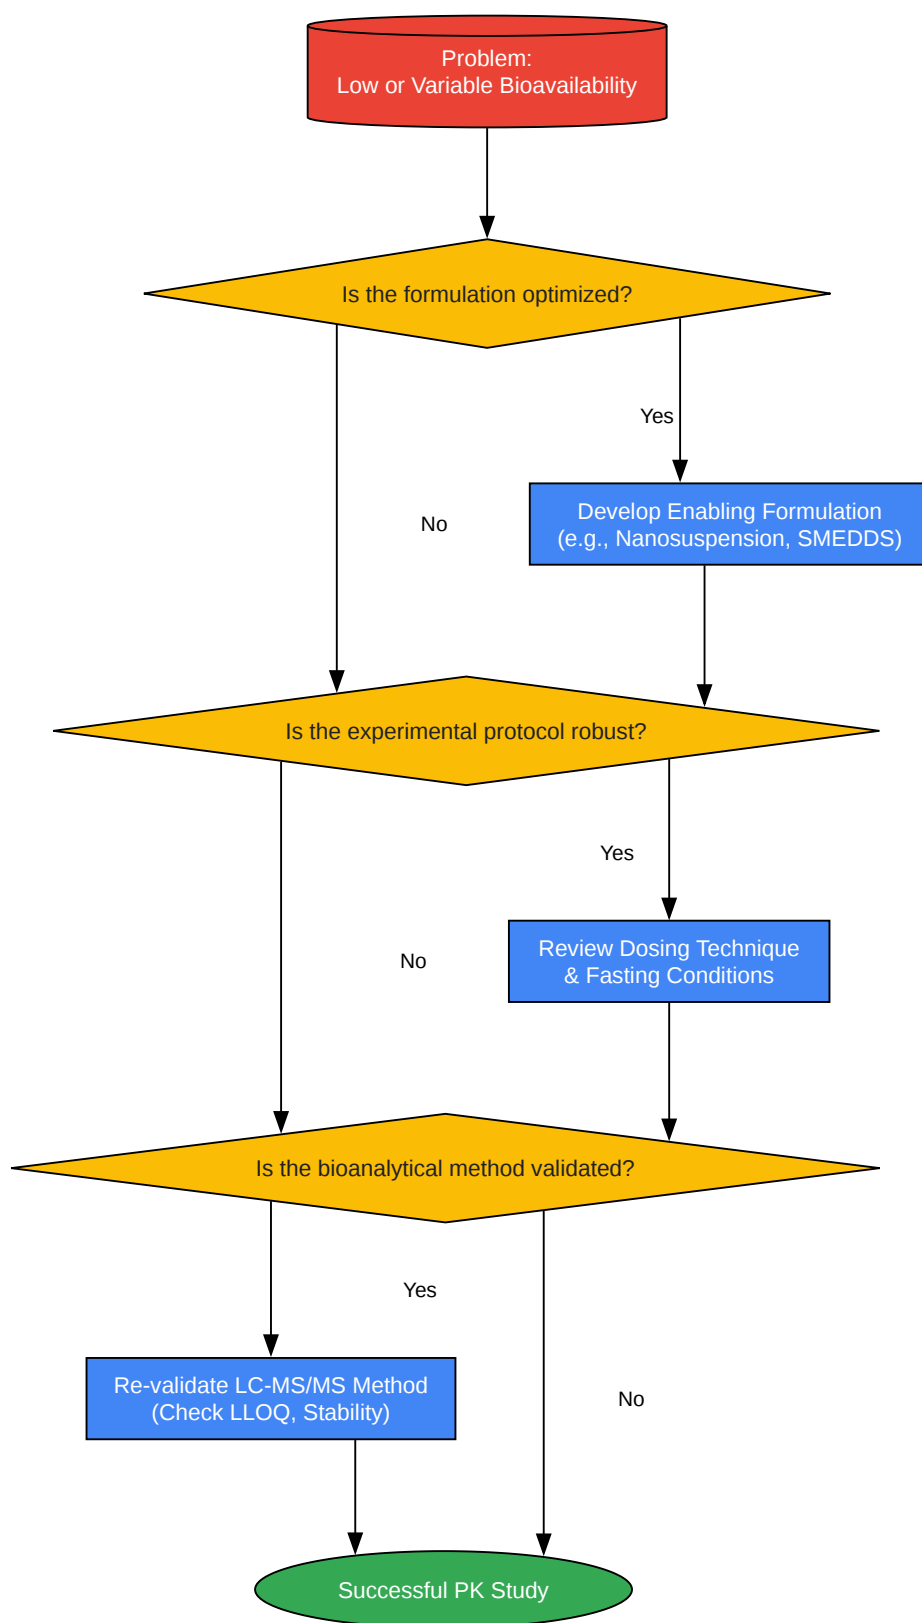 Problem:
Low or Variable Bioavailability
Is the formulation optimized?
Yes
No
Develop Enabling Formulation
(e.g., Nanosuspension, SMEDDS)
Is the experimental protocol robust?
Yes
No
Review Dosing Technique
& Fasting Conditions
Is the bioanalytical method validated?
Yes
Re-validate LC-MS/MS Method
(Check LLOQ, Stability)
No
Successful PK Study